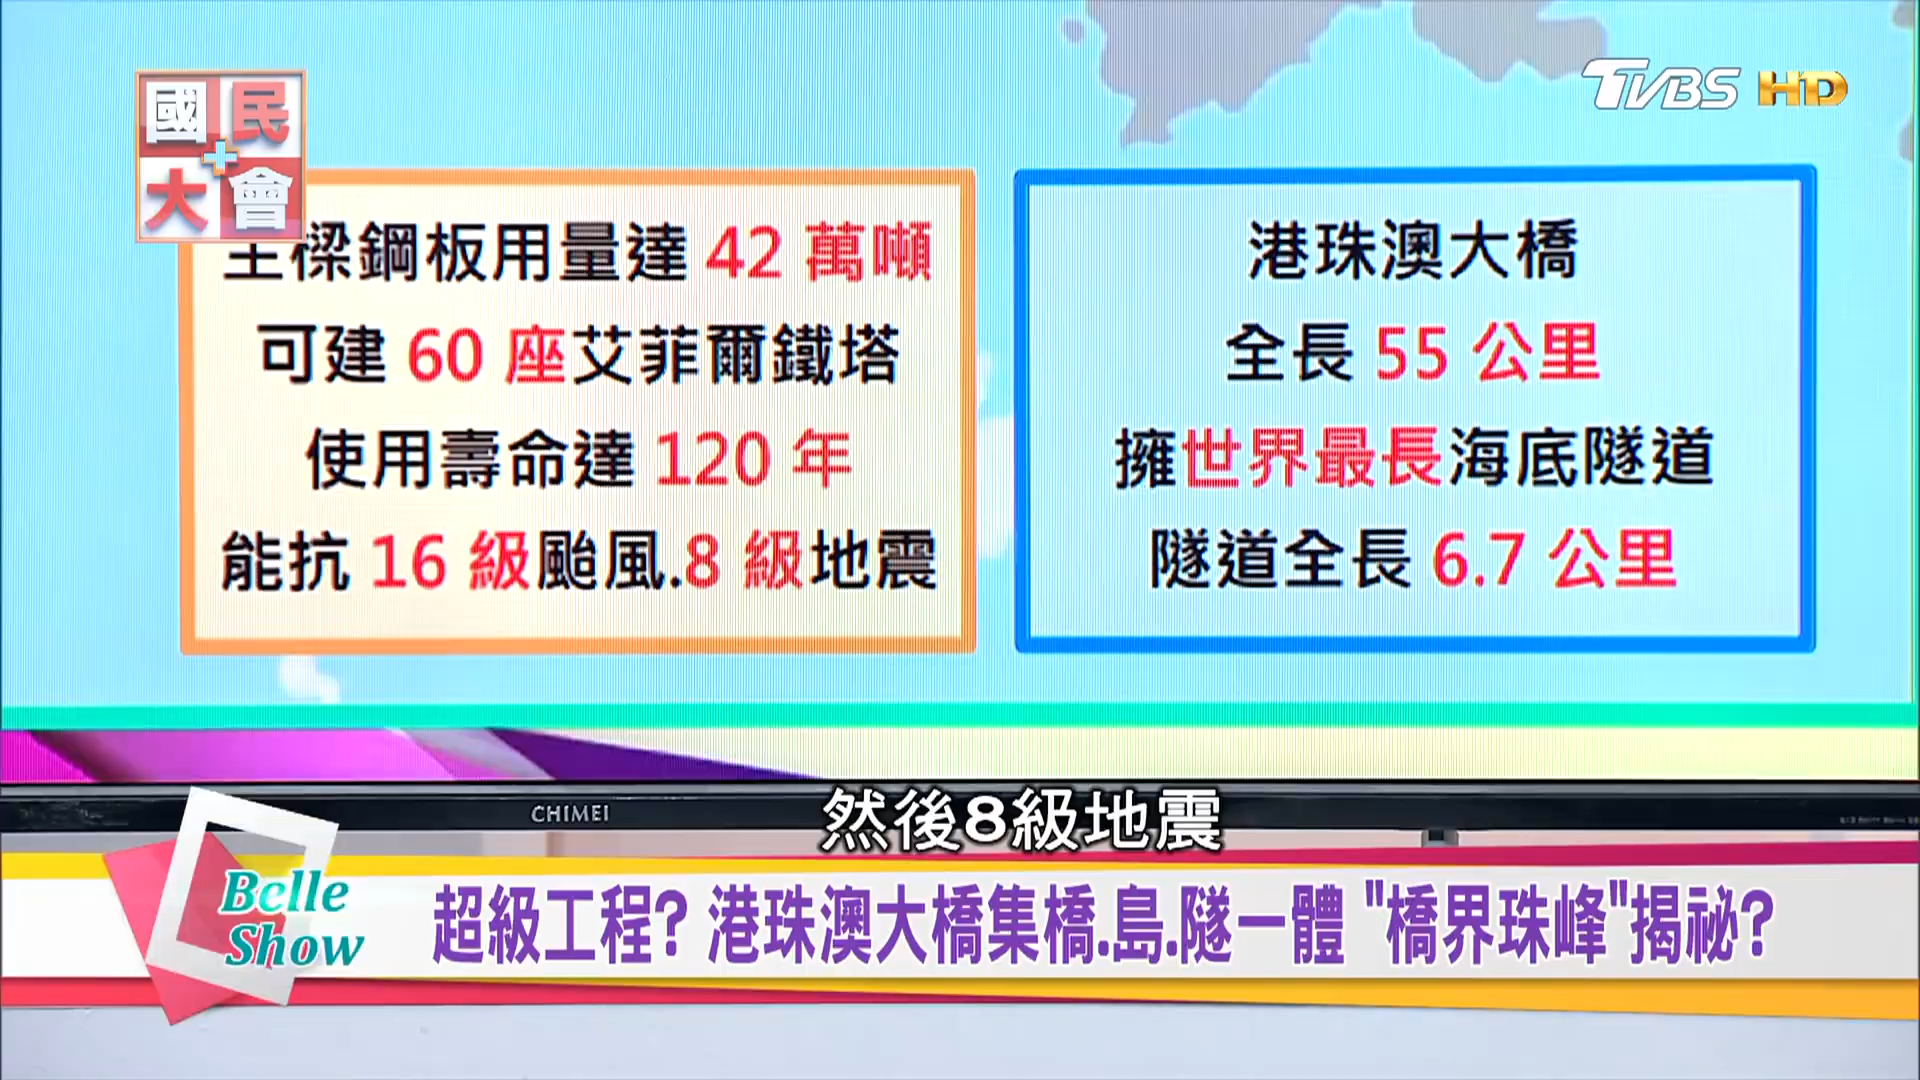 國民
大會
TVBS HD
主樑鋼板用量達 42 萬噸
可建 60 座艾菲爾鐵塔
使用壽命達 120 年
能抗 16 級颱風.8 級地震
港珠澳大橋
全長 55 公里
擁世界最長海底隧道
隧道全長 6.7 公里
CHIMEI
然後8級地震
Belle
Show
超級工程? 港珠澳大橋集橋.島.隧一體 "橋界珠峰"揭祕?